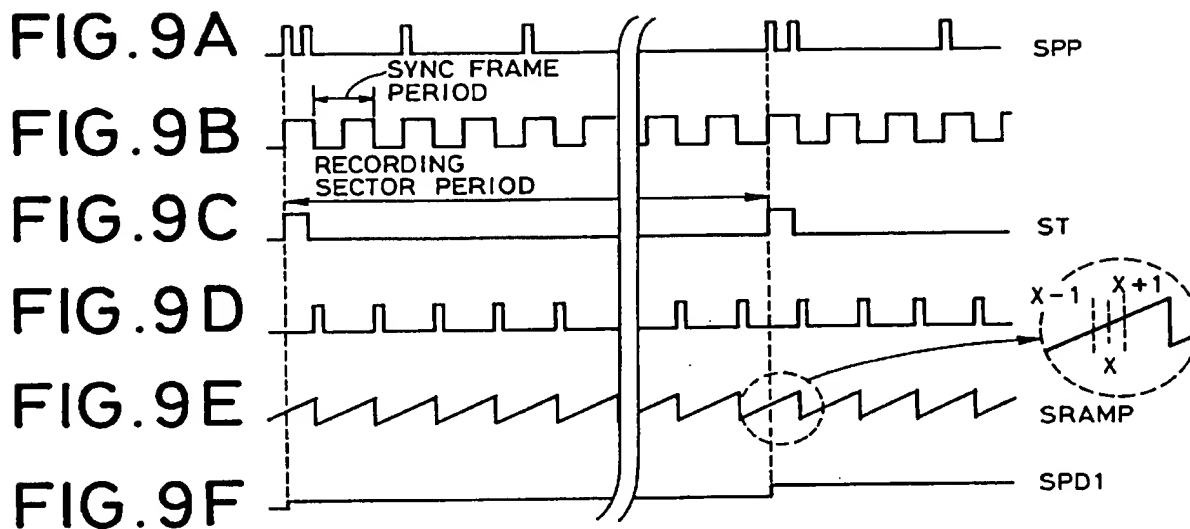 FIG.9A
SPP
SYNC FRAME
PERIOD
FIG.9B
RECORDING
SECTOR PERIOD
FIG.9C
ST
FIG.9D
X-1
X+1
X
FIG.9E
SRAMP
FIG.9F
SPD1